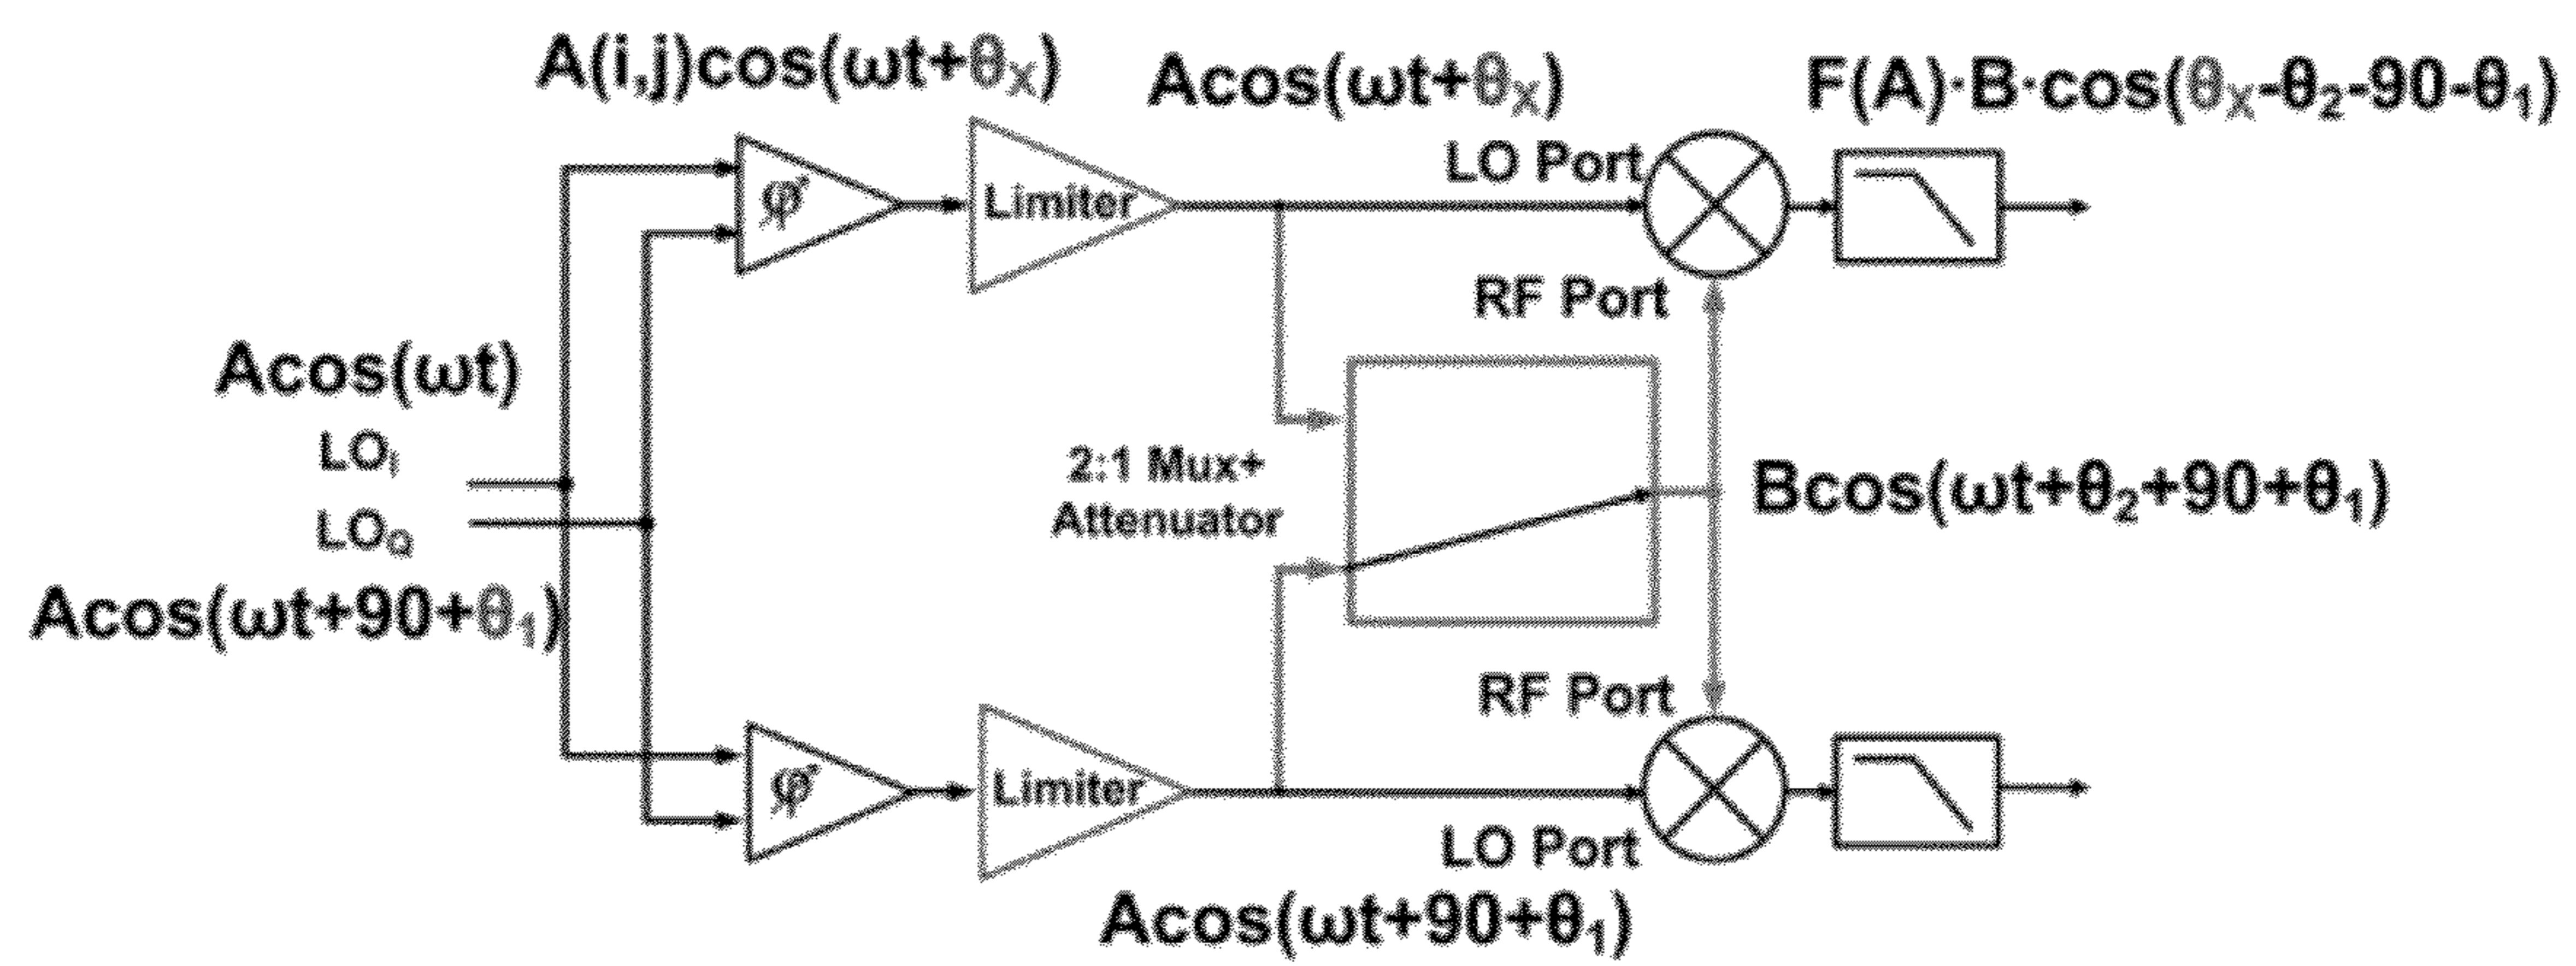 A(i,j)cos(ωt+θX)
Acos(ωt+θX)
F(A)·B·cos(θX-θ2-90-θ1)
φ
Limiter
LO Port
RF Port
Acos(ωt)
LOI
LOQ
Acos(ωt+90+θ1)
2:1 Mux+
Attenuator
Bcos(ωt+θ2+90+θ1)
RF Port
φ
Limiter
LO Port
Acos(ωt+90+θ1)